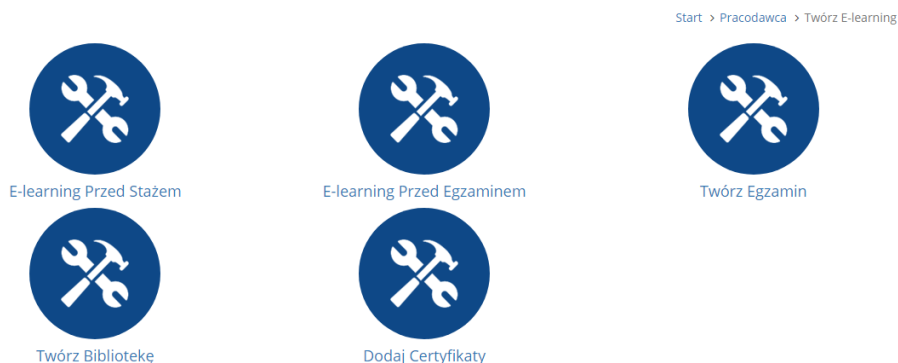 Start > Pracodawca > Twórz E-learning
E-learning Przed Stażem
E-learning Przed Egzaminem
Twórz Egzamin
Twórz Bibliotekę
Dodaj Certyfikaty